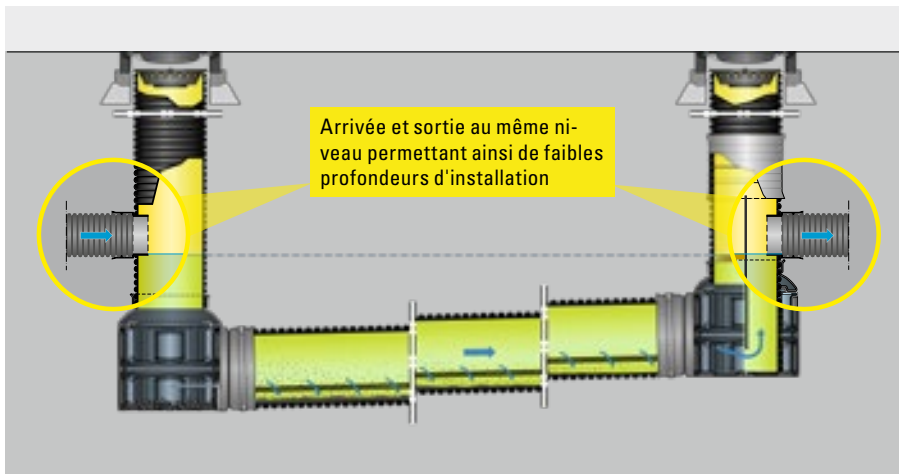 Arrivée et sortie au même ni-
veau permettant ainsi de faibles
profondeurs d'installation